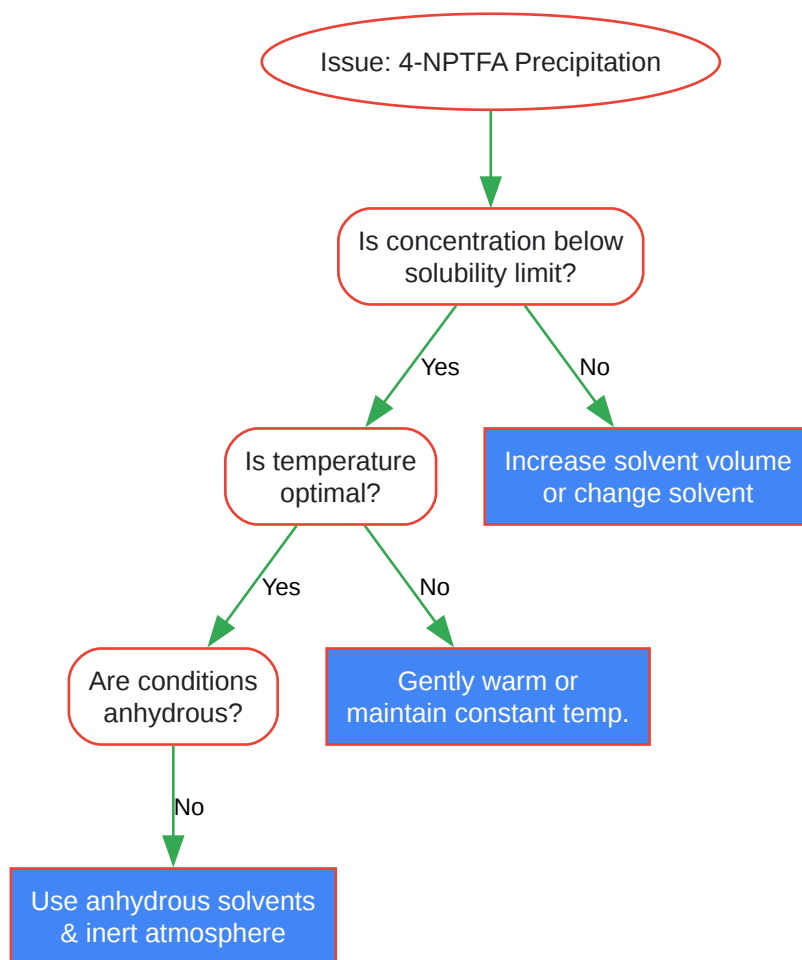 Issue: 4-NPTFA Precipitation
Is concentration below
solubility limit?
Yes
No
Is temperature
optimal?
Increase solvent volume
or change solvent
Yes
No
Are conditions
anhydrous?
Gently warm or
maintain constant temp.
No
Use anhydrous solvents
& inert atmosphere